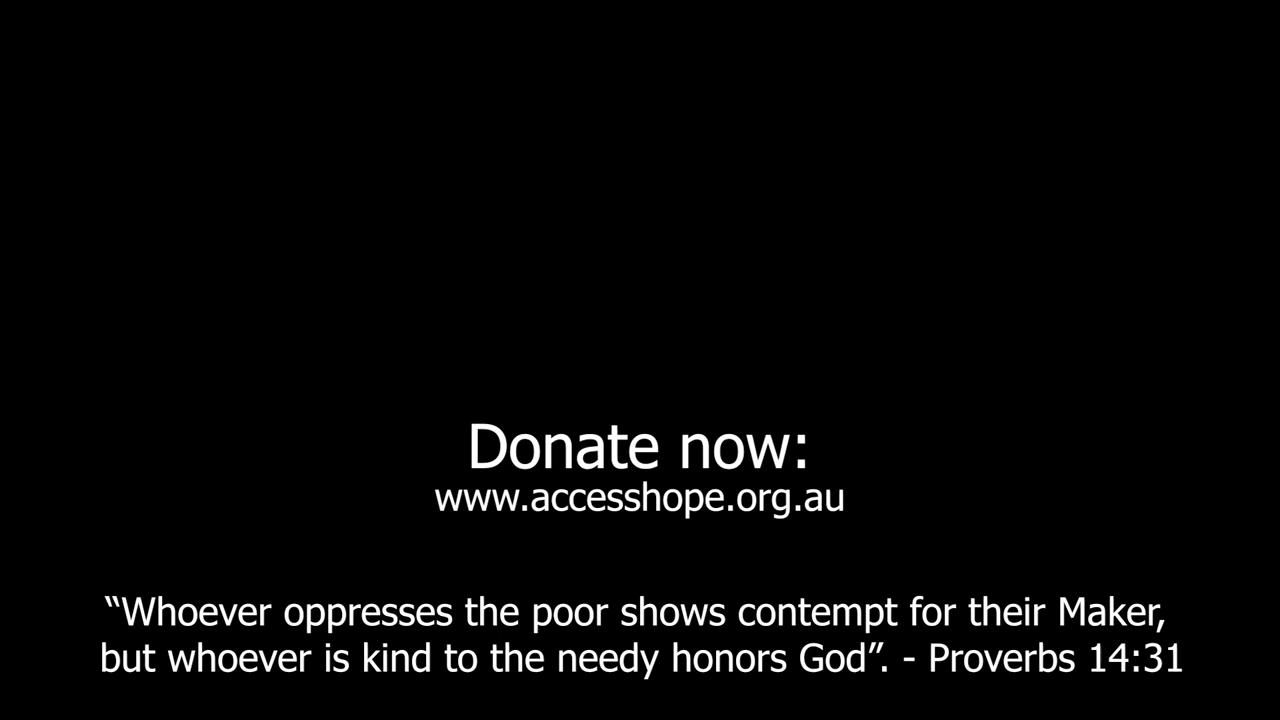 Donate now:
www.accesshope.org.au
“Whoever oppresses the poor shows contempt for their Maker,
but whoever is kind to the needy honors God”. - Proverbs 14:31